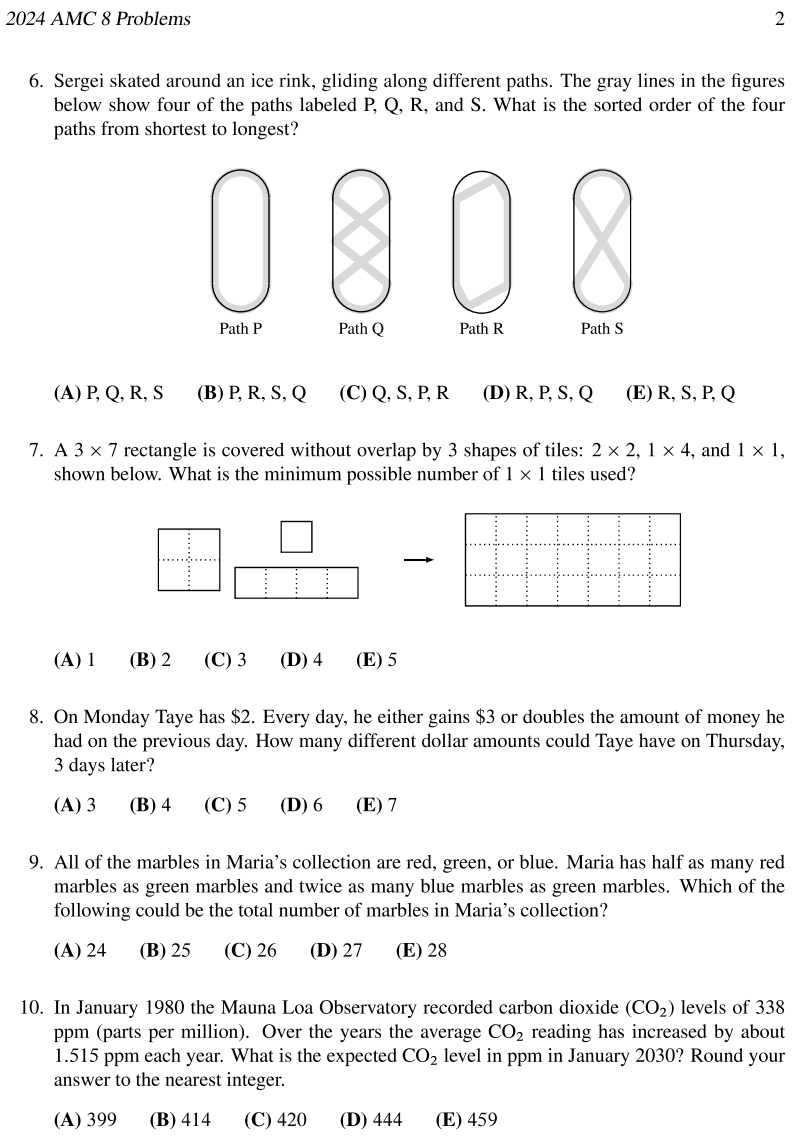 2024 AMC 8 Problems 2
6. Sergei skated around an ice rink, gliding along different paths. The gray lines in the figures
below show four of the paths labeled P, Q, R, and S. What is the sorted order of the four
paths from shortest to longest?
Path P Path Q Path R Path S
(A) P, Q, R, S (B) P, R, S, Q (C) Q, S, P, R (D) R, P, S, Q (E) R, S, P, Q
7. A 3 × 7 rectangle is covered without overlap by 3 shapes of tiles: 2 × 2, 1 × 4, and 1 × 1,
shown below. What is the minimum possible number of 1 × 1 tiles used?
(A) 1 (B) 2 (C) 3 (D) 4 (E) 5
8. On Monday Taye has $2. Every day, he either gains $3 or doubles the amount of money he
had on the previous day. How many different dollar amounts could Taye have on Thursday,
3 days later?
(A) 3 (B) 4 (C) 5 (D) 6 (E) 7
9. All of the marbles in Maria's collection are red, green, or blue. Maria has half as many red
marbles as green marbles and twice as many blue marbles as green marbles. Which of the
following could be the total number of marbles in Maria's collection?
(A) 24 (B) 25 (C) 26 (D) 27 (E) 28
10. In January 1980 the Mauna Loa Observatory recorded carbon dioxide (CO₂) levels of 338
ppm (parts per million). Over the years the average CO₂ reading has increased by about
1.515 ppm each year. What is the expected CO₂ level in ppm in January 2030? Round your
answer to the nearest integer.
(A) 399 (B) 414 (C) 420 (D) 444 (E) 459